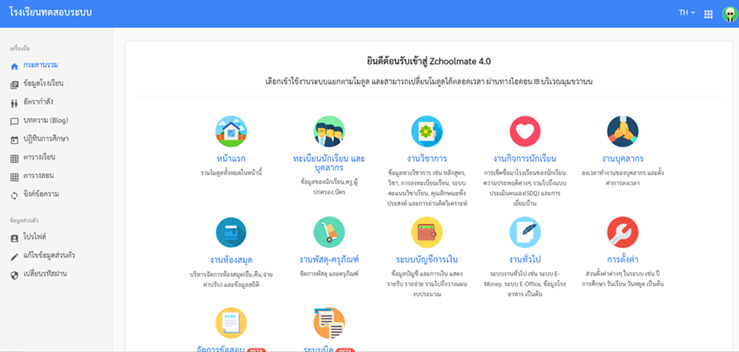 โรงเรียนทดสอบระบบ
TH
เครื่องมือ
กระดานรวม
ข้อมูลโรงเรียน
อัตรากำลัง
บทความ (Blog)
ปฏิทินการศึกษา
ตารางเรียน
ตารางสอน
ซิงค์ข้อความ
ข้อมูลส่วนตัว
โปรไฟล์
แก้ไขข้อมูลส่วนตัว
เปลี่ยนรหัสผ่าน
ยินดีต้อนรับเข้าสู่ Zchoolmate 4.0
เลือกเข้าใช้งานระบบแยกตามโมดูล และสามารถเปลี่ยนโมดูลได้ตลอดเวลา ผ่านทางไอคอน บริเวณมุมขวาบน
หน้าแรก
รวมโมดูลทั้งหมดในหน้านี้
ทะเบียนนักเรียน และ
บุคลากร
ข้อมูลของนักเรียน,ครู,ผู้
ปกครอง,บัตร
งานวิชาการ
ข้อมูลทางวิชาการ เช่น หลักสูตร,
วิชา, การลงทะเบียนเรียน, ระบบ
คะแนนวิชาเรียน, คุณลักษณะพึง
ประสงค์ และการอ่านคิดวิเคราะห์
งานกิจการนักเรียน
การเช็คชื่อมาโรงเรียนของนักเรียน
ความประพฤติต่างๆ รวมไปถึงแบบ
ประเมินตนเอง(SDQ) และการ
เยี่ยมบ้าน
งานบุคลากร
ลงเวลาทำงานของบุคลากร และตั้ง
ค่าการลงเวลา
งานห้องสมุด
บริหารจัดการห้องสมุด(ยืม,คืน,จ่าย
ค่าปรับ) และข้อมูลสถิติ
งานพัสดุ-ครุภัณฑ์
จัดการพัสดุ และครุภัณฑ์
ระบบบัญชีการเงิน
ข้อมูลบัญชี และการเงิน แสดง
รายรับ รายจ่าย รวมไปถึงวางแผน
งบประมาณ
งานทั่วไป
ระบบงานทั่วไป เช่น ระบบ E-
Money, ระบบ E-Office, ข้อมูลโรง
อาหาร เป็นต้น
การตั้งค่า
ส่วนตั้งค่าต่างๆ ในระบบ เช่น ปี
การศึกษา วันเรียน วันหยุด เป็นต้น
จัดการข้อสอบ BETA
ระบบบิล BETA